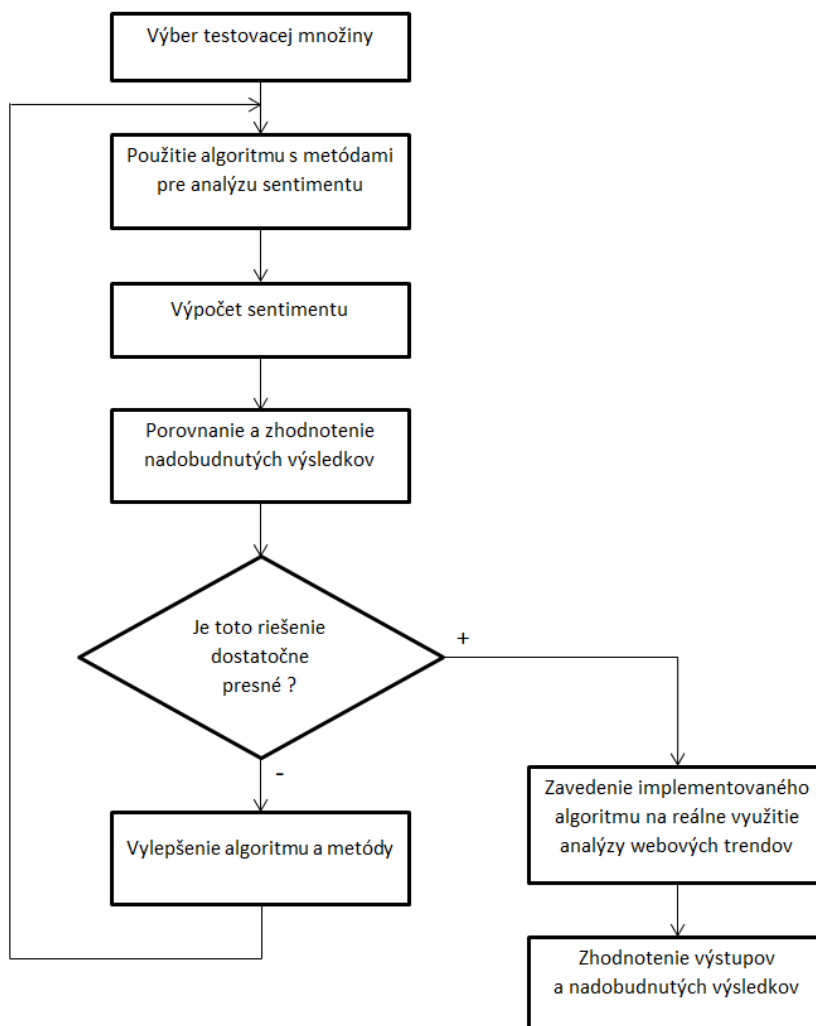 Výber testovacej množiny
Použitie algoritmu s metódami
pre analýzu sentimentu
Výpočet sentimentu
Porovnanie a zhodnotenie
nadobudnutých výsledkov
Je toto riešenie
dostatočne
presné ?
+
-
Vylepšenie algoritmu a metódy
Zavedenie implementovaného
algoritmu na reálne využitie
analýzy webových trendov
Zhodnotenie výstupov
a nadobudnutých výsledkov